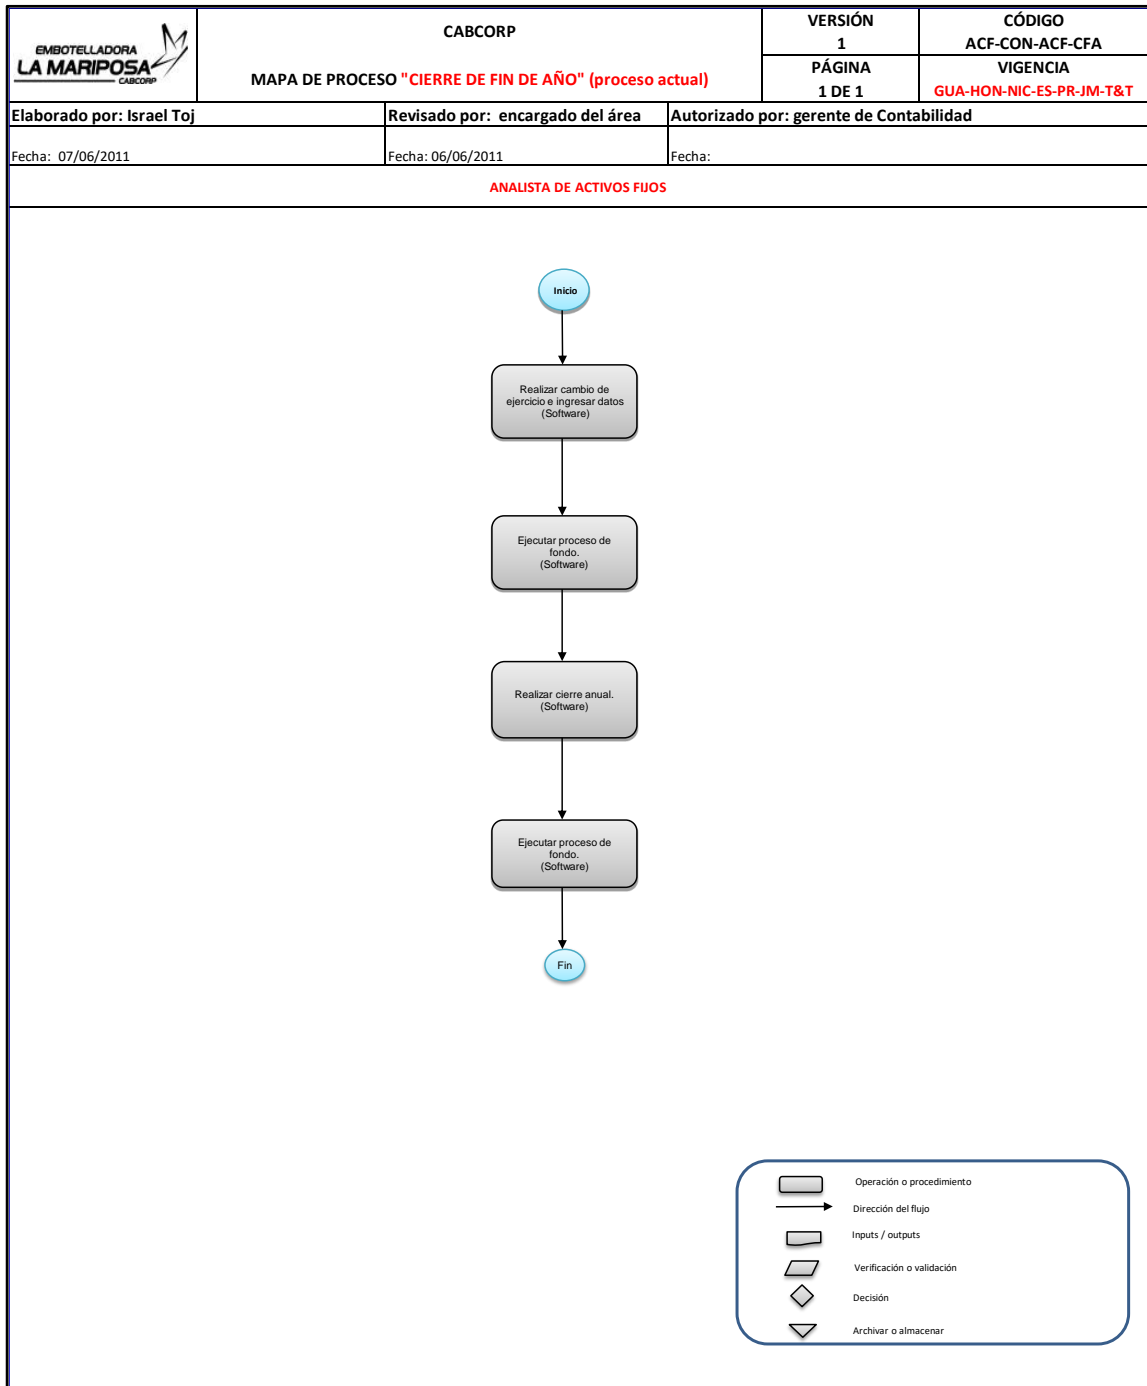 EMBOTELLADORA
LA MARIPOSA
CABCORP
CABCORP
MAPA DE PROCESO "CIERRE DE FIN DE AÑO" (proceso actual)
VERSIÓN
1
CÓDIGO
ACF-CON-ACF-CFA
PÁGINA
1 DE 1
VIGENCIA
GUA-HON-NIC-ES-PR-JM-T&T
Elaborado por: Israel Toj
Revisado por:  encargado del área
Autorizado por: gerente de Contabilidad
Fecha:  07/06/2011
Fecha: 06/06/2011
Fecha:
ANALISTA DE ACTIVOS FIJOS
Inicio
Realizar cambio de
ejercicio e ingresar datos
(Software)
Ejecutar proceso de
fondo.
(Software)
Realizar cierre anual.
(Software)
Ejecutar proceso de
fondo.
(Software)
Fin
Operación o procedimiento
Dirección del flujo
Inputs / outputs
Verificación o validación
Decisión
Archivar o almacenar